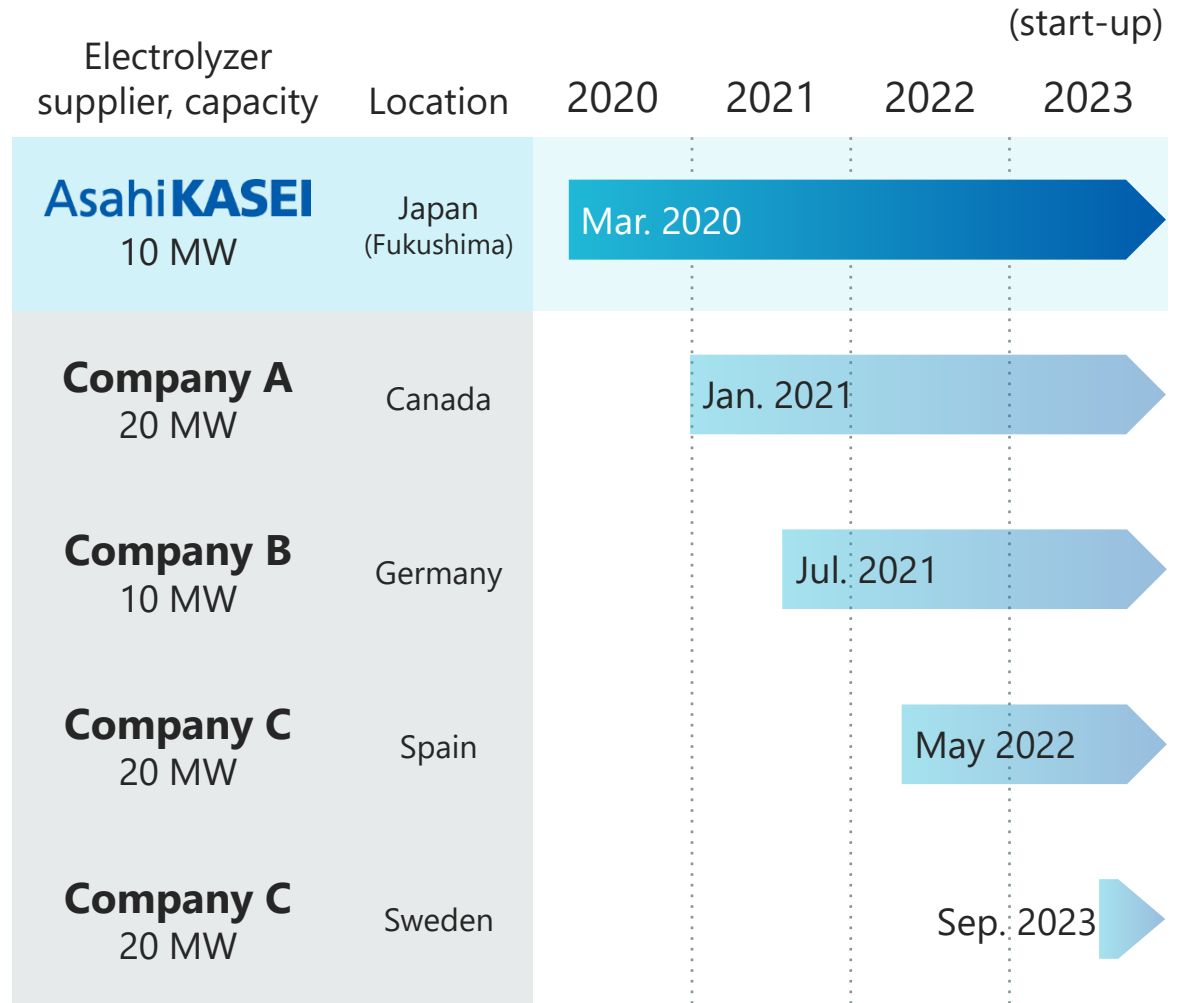 (start-up)
Electrolyzer
supplier, capacity
Location
2020
2021
2022
2023
AsahiKASEI
10 MW
Japan
(Fukushima)
Mar. 2020
Company A
20 MW
Canada
Jan. 2021
Company B
10 MW
Germany
Jul. 2021
Company C
20 MW
Spain
May 2022
Company C
20 MW
Sweden
Sep. 2023